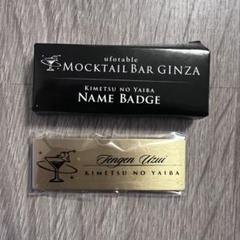 ufotable
MOCKTAIL BAR GINZA
KIMETSU NO YAIBA
NAME BADGE
Tengen Uzui
KIMETSU NO YAIBA